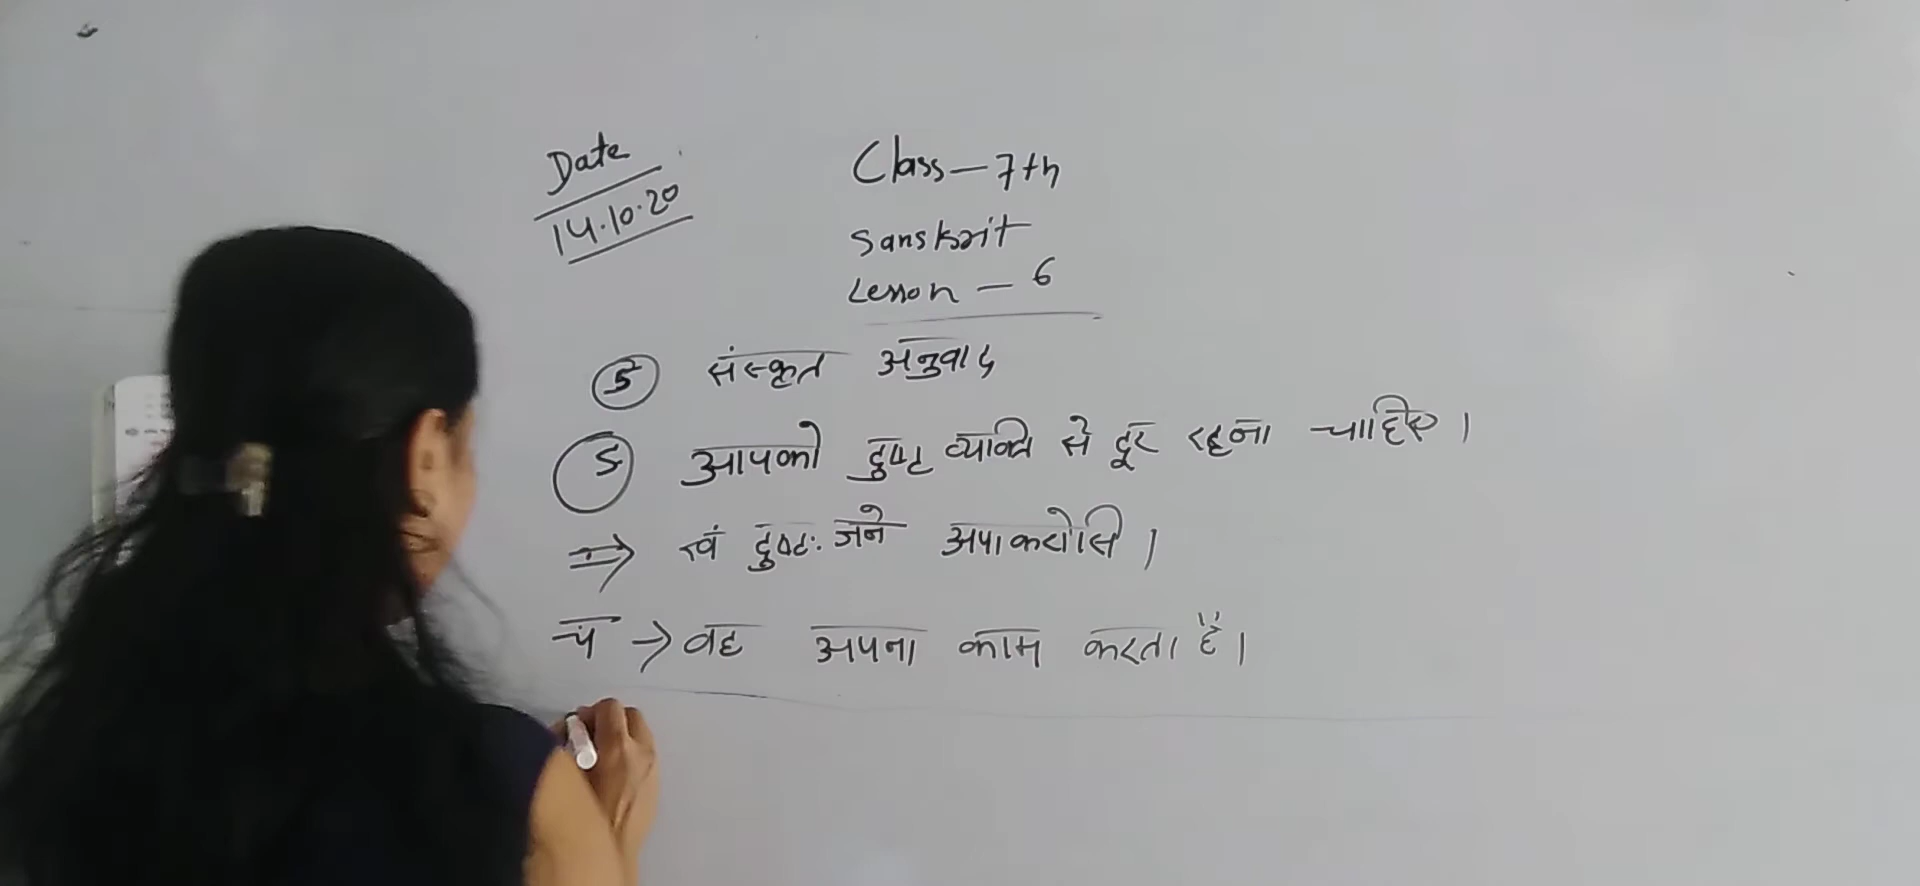 Date
14.10.20
Class - 7th
Sanskrit
Lesson - 6
5 संस्कृत अनुवाद
ङ आपको दुष्ट व्यक्ति से दूर रहना चाहिए ।
⇒ त्वं दुष्टः जने अपाकरोसि ।
च → वह अपना काम करता है ।